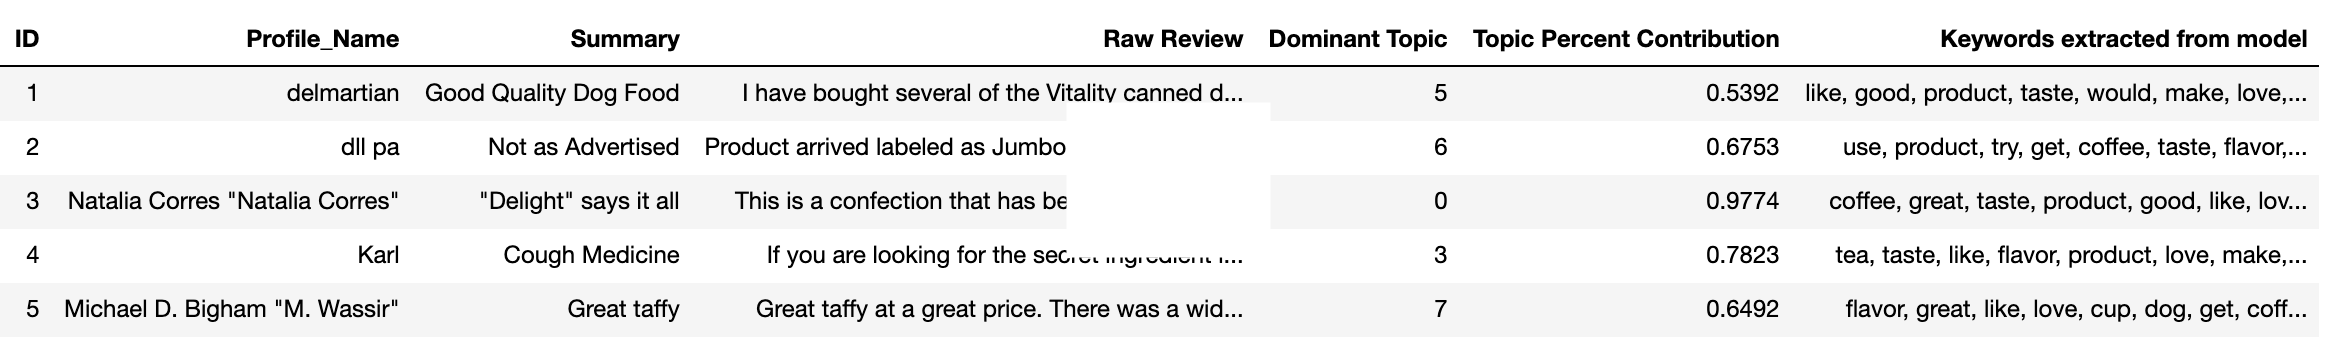 ID Profile_Name Summary Raw Review Dominant Topic Topic Percent Contribution Keywords extracted from model
1 delmartian Good Quality Dog Food I have bought several of the Vitality canned d... 5 0.5392 like, good, product, taste, would, make, love,...
2 dll pa Not as Advertised Product arrived labeled as Jumbo 6 0.6753 use, product, try, get, coffee, taste, flavor,...
3 Natalia Corres "Natalia Corres" "Delight" says it all This is a confection that has be 0 0.9774 coffee, great, taste, product, good, like, lov...
4 Karl Cough Medicine If you are looking for the secret ingredient i... 3 0.7823 tea, taste, like, flavor, product, love, make,...
5 Michael D. Bigham "M. Wassir" Great taffy Great taffy at a great price. There was a wid... 7 0.6492 flavor, great, like, love, cup, dog, get, coff...